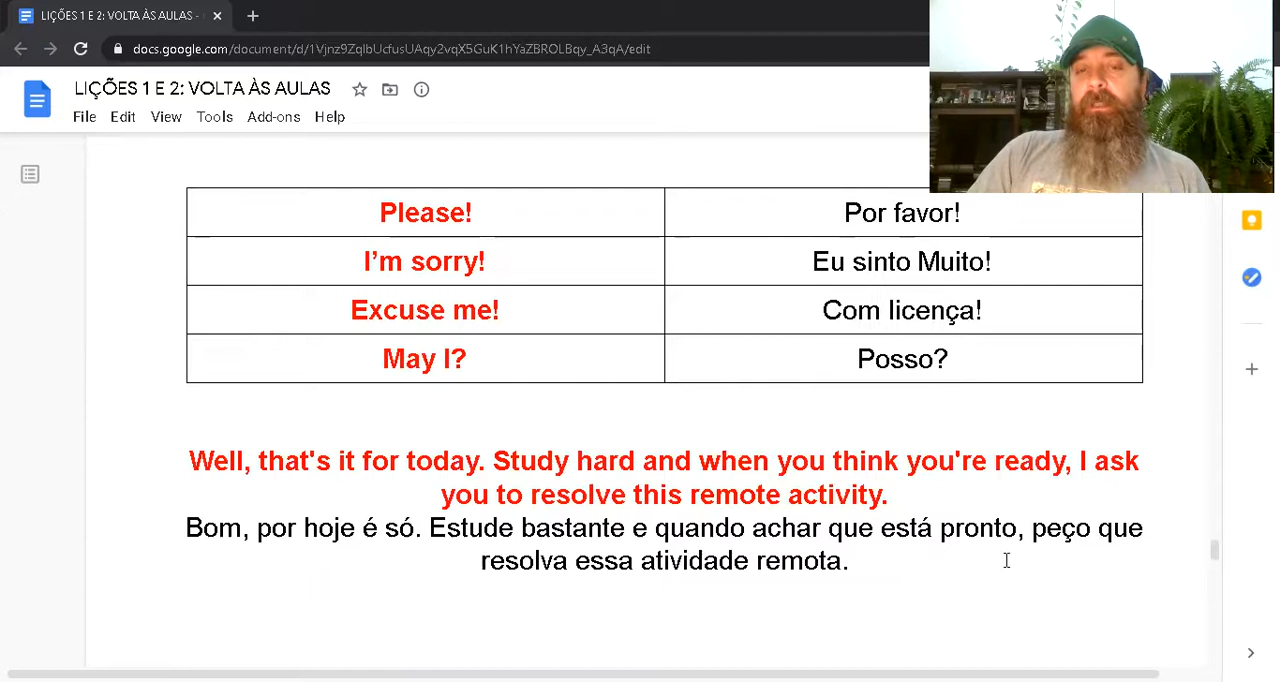 LIÇÕES 1 E 2: VOLTA ÀS AULAS -
docs.google.com/document/d/1Vjnz9ZqlbUcfusUAqy2vqX5GuK1hYaZBROLBqy_A3qA/edit
LIÇÕES 1 E 2: VOLTA ÀS AULAS
File Edit View Tools Add-ons Help
Please! Por favor!
I'm sorry! Eu sinto Muito!
Excuse me! Com licença!
May I? Posso?
Well, that's it for today. Study hard and when you think you're ready, I ask
you to resolve this remote activity.
Bom, por hoje é só. Estude bastante e quando achar que está pronto, peço que
resolva essa atividade remota.